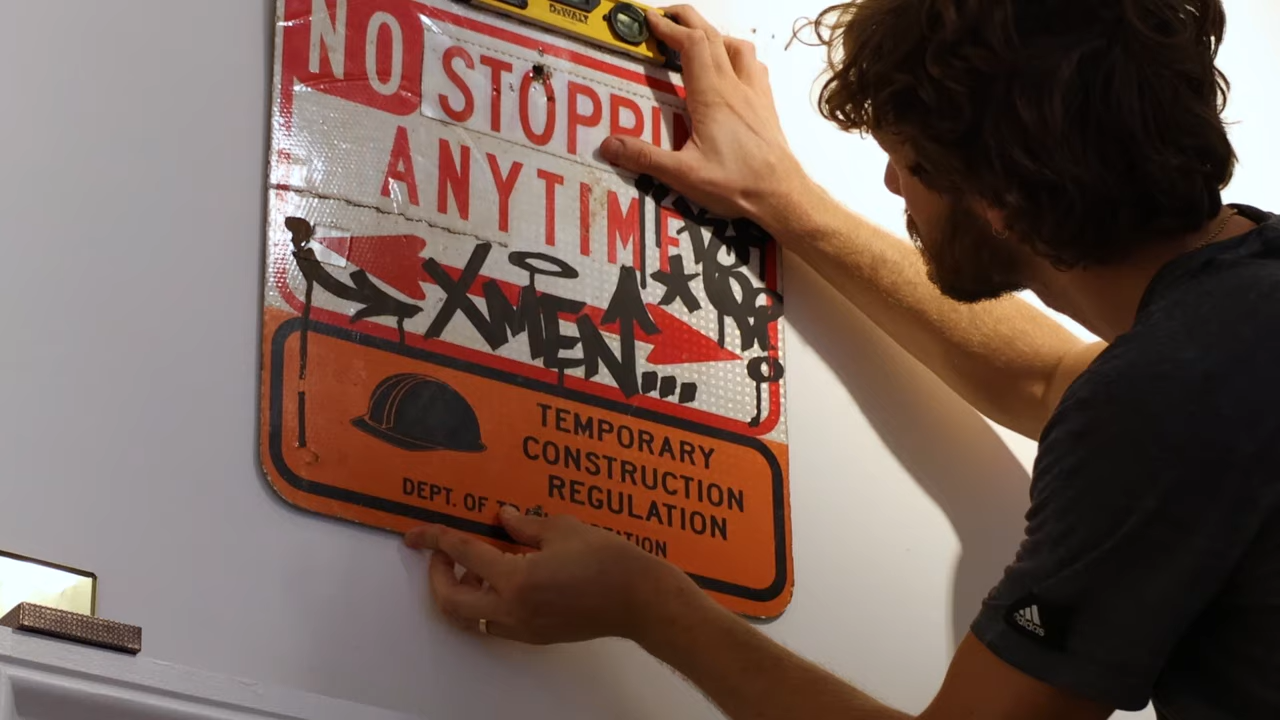 DEWALT
NO STOPPI
ANYTIME
XMEN...
TEMPORARY
CONSTRUCTION
REGULATION
DEPT. OF
adidas